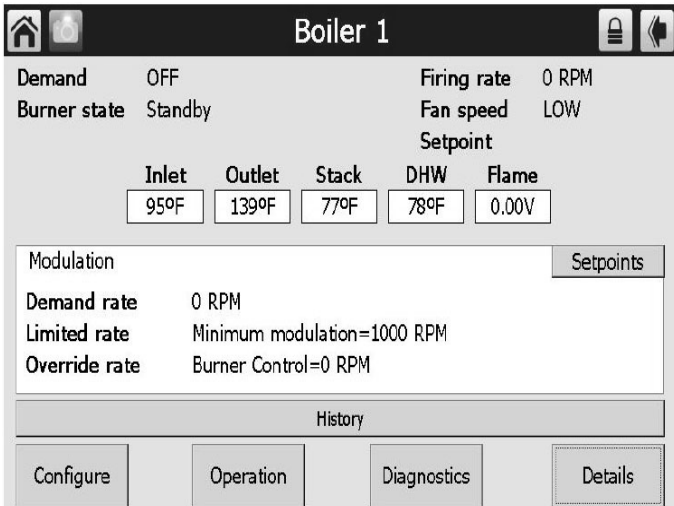 Boiler 1
Demand OFF Firing rate 0 RPM
Burner state Standby Fan speed LOW
Setpoint
Inlet Outlet Stack DHW Flame
95ºF 139ºF 77ºF 78ºF 0.00V
Modulation Setpoints
Demand rate 0 RPM
Limited rate Minimum modulation=1000 RPM
Override rate Burner Control=0 RPM
History
Configure Operation Diagnostics Details